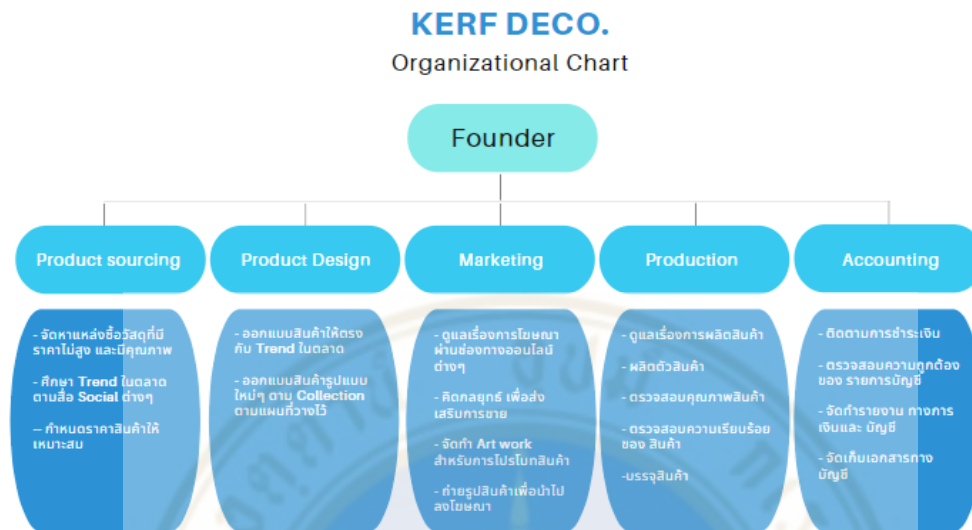 KERF DECO.
Organizational Chart
Founder
Product sourcing
Product Design
Marketing
Production
Accounting
- จัดหาแหล่งซื้อวัสดุที่มี
ราคาไม่สูง และมีคุณภาพ
- ศึกษา Trend ในตลาด
ตามสื่อ Social ต่างๆ
-- กำหนดราคาสินค้าให้
เหมาะสม
- ออกแบบสินค้าให้ตรง
กับ Trend ในตลาด
- ออกแบบสินค้ารูปแบบ
ใหม่ๆ ตาม Collection
ตามแผนที่วางไว้
- ดูแลเรื่องการโฆษณา
ผ่านช่องทางออนไลน์
ต่างๆ
- คิดกลยุทธ์ เพื่อส่ง
เสริมการขาย
- จัดทำ Art work
สำหรับการโปรโมทสินค้า
- ถ่ายรูปสินค้าเพื่อนำไป
ลงโฆษณา
- ดูแลเรื่องการผลิตสินค้า
- ผลิตตัวสินค้า
- ตรวจสอบคุณภาพสินค้า
- ตรวจสอบความเรียบร้อย
ของ สินค้า
-บรรจุสินค้า
- ติดตามการชำระเงิน
- ตรวจสอบความถูกต้อง
ของ รายการบัญชี
- จัดทำรายงาน ทางการ
เงินและ บัญชี
- จัดเก็บเอกสารทาง
บัญชี